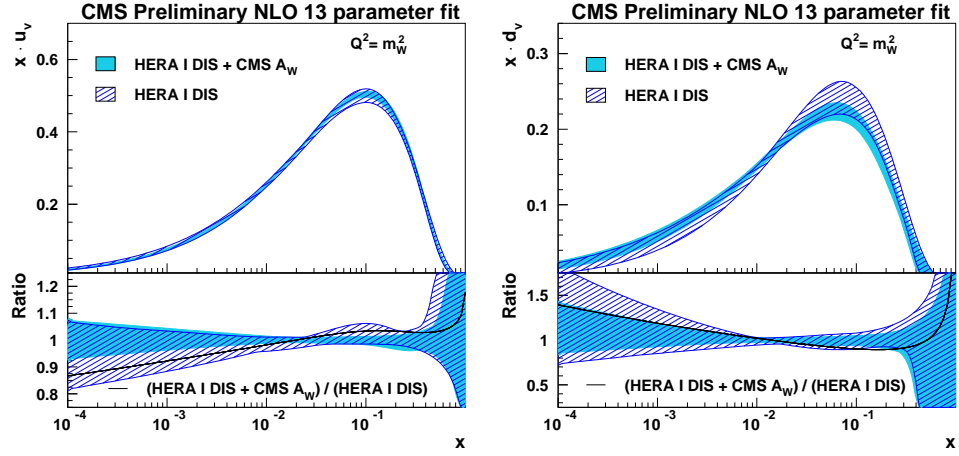 CMS Preliminary NLO 13 parameter fit
x · u_v
Q² = m_W²
HERA I DIS + CMS A_W
HERA I DIS
0.6
0.4
0.2
Ratio
1.2
1.1
1
0.9
0.8
(HERA I DIS + CMS A_W) / (HERA I DIS)
10⁻⁴ 10⁻³ 10⁻² 10⁻¹
x
CMS Preliminary NLO 13 parameter fit
x · d_v
Q² = m_W²
HERA I DIS + CMS A_W
HERA I DIS
0.3
0.2
0.1
Ratio
1.5
1
0.5
(HERA I DIS + CMS A_W) / (HERA I DIS)
10⁻⁴ 10⁻³ 10⁻² 10⁻¹
x